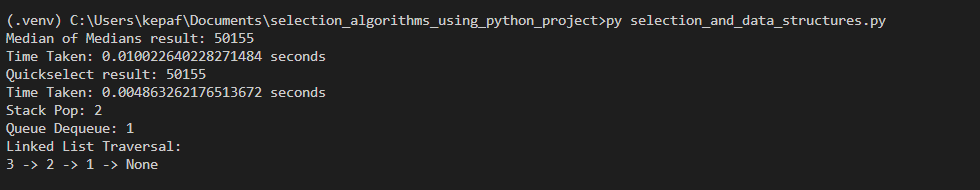 (.venv) C:\Users\kepaf\Documents\selection_algorithms_using_python_project>py selection_and_data_structures.py
Median of Medians result: 50155
Time Taken: 0.010022640228271484 seconds
Quickselect result: 50155
Time Taken: 0.004863262176513672 seconds
Stack Pop: 2
Queue Dequeue: 1
Linked List Traversal:
3 -> 2 -> 1 -> None